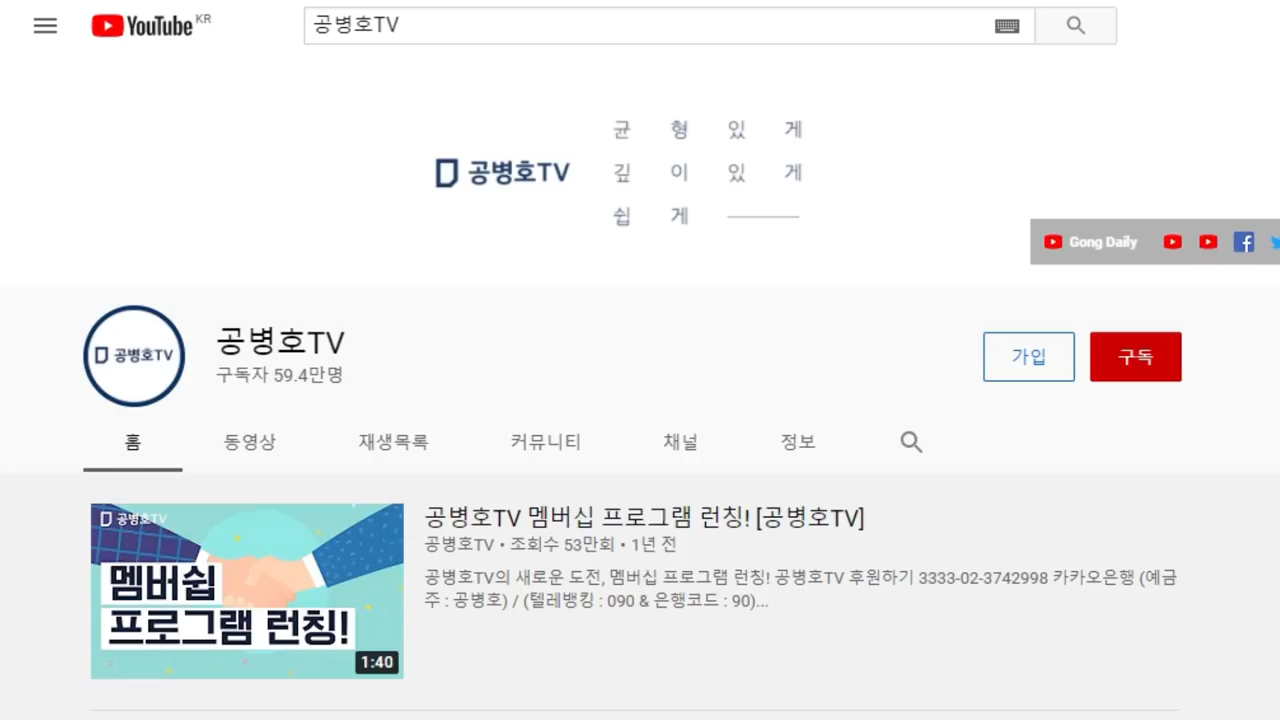 YouTube KR
공병호TV
균 형 있 게
공병호TV
깊 이 있 게
쉽 게
Gong Daily
공병호TV
공병호TV
구독자 59.4만명
가입
구독
홈
동영상
재생목록
커뮤니티
채널
정보
공병호TV
멤버쉽
프로그램 런칭!
1:40
공병호TV 멤버십 프로그램 런칭! [공병호TV]
공병호TV • 조회수 53만회 • 1년 전
공병호TV의 새로운 도전, 멤버십 프로그램 런칭! 공병호TV 후원하기 3333-02-3742998 카카오은행 (예금
주 : 공병호) / (텔레뱅킹 : 090 & 은행코드 : 90)...